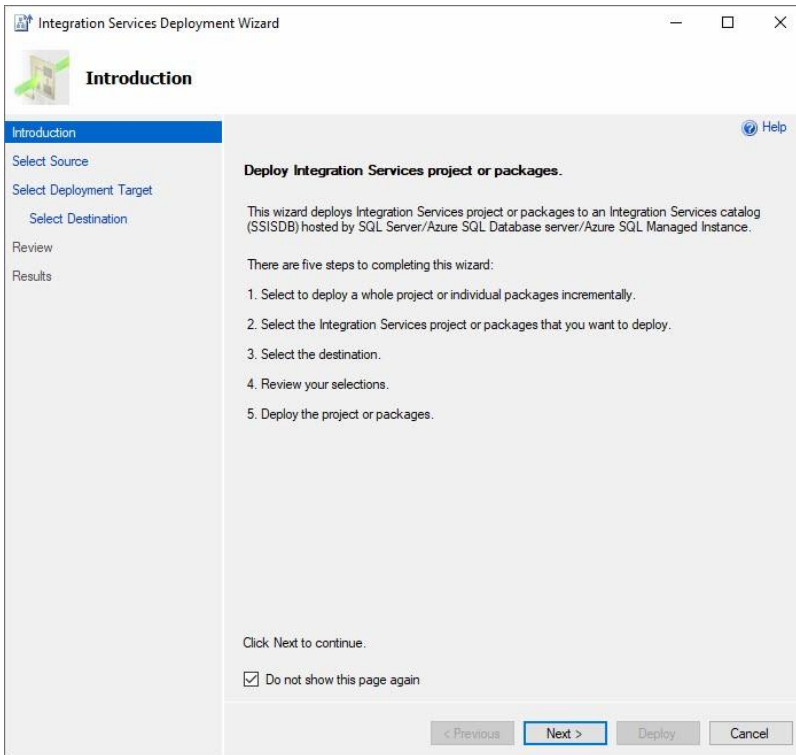 Integration Services Deployment Wizard
Introduction
Introduction
Select Source
Select Deployment Target
Select Destination
Review
Results
Help
Deploy Integration Services project or packages.
This wizard deploys Integration Services project or packages to an Integration Services catalog
(SSISDB) hosted by SQL Server/Azure SQL Database server/Azure SQL Managed Instance.
There are five steps to completing this wizard:
1. Select to deploy a whole project or individual packages incrementally.
2. Select the Integration Services project or packages that you want to deploy.
3. Select the destination.
4. Review your selections.
5. Deploy the project or packages.
Click Next to continue.
Do not show this page again
< Previous Next > Deploy Cancel